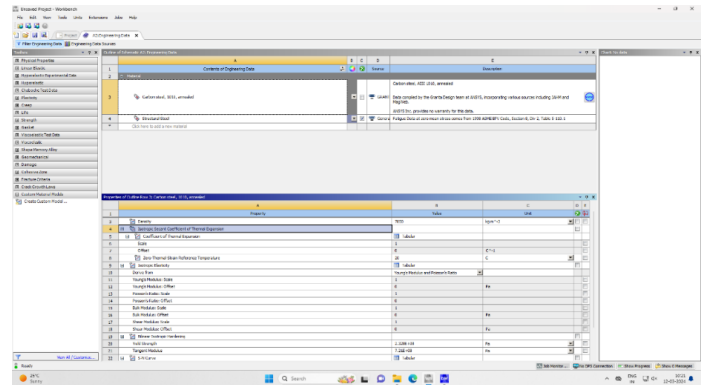 Unsaved Project - Workbench
File Edit View Tools Units Extensions Jobs Help
Project
A2:Engineering Data
Filter Engineering Data Engineering Data Sources
Toolbox
Physical Properties
Linear Elastic
Hyperelastic Experimental Data
Hyperelastic
Chaboche Test Data
Plasticity
Creep
Life
Strength
Gasket
Viscoelastic Test Data
Viscoelastic
Shape Memory Alloy
Geomechanical
Damage
Cohesive Zone
Fracture Criteria
Crack Growth Laws
Custom Material Models
Create Custom Model ...
View All / Customize...
Outline of Schematic A2: Engineering Data
A B C D E
1 Contents of Engineering Data Source Description
2 Material
3 Carbon steel, 1010, annealed
Carbon steel, AISI 1010, annealed
Data compiled by the Granta Design team at ANSYS, incorporating various sources including JAHM and MagWeb.
ANSYS Inc. provides no warranty for this data.
4 Structural Steel Fatigue Data at zero mean stress comes from 1998 ASME BPV Code, Section 8, Div 2, Table 5-110.1
* Click here to add a new material
Properties of Outline Row 3: Carbon steel, 1010, annealed
A B C D E
1 Property Value Unit
Density kg m^-3
4 Isotropic Secant Coefficient of Thermal Expansion
5 Coefficient of Thermal Expansion Tabular
6 Scale 1
7 Offset 0 C^-1
8 Zero-Thermal-Strain Reference Temperature C
9 Isotropic Elasticity Tabular
10 Derive from Young's Modulus and Poisson's Ratio
11 Young's Modulus Scale 1
12 Young's Modulus Offset 0 Pa
13 Poisson's Ratio Scale 1
14 Poisson's Ratio Offset 0
15 Bulk Modulus Scale 1
16 Bulk Modulus Offset 0 Pa
17 Shear Modulus Scale 1
18 Shear Modulus Offset 0 Pa
19 Bilinear Isotropic Hardening
20 Yield Strength Pa
21 Tangent Modulus Pa
22 S-N Curve Tabular
Ready
Job Monitor... No DPS Connection Show Progress Show 0 Messages
Sunny
Search
ENG
IN